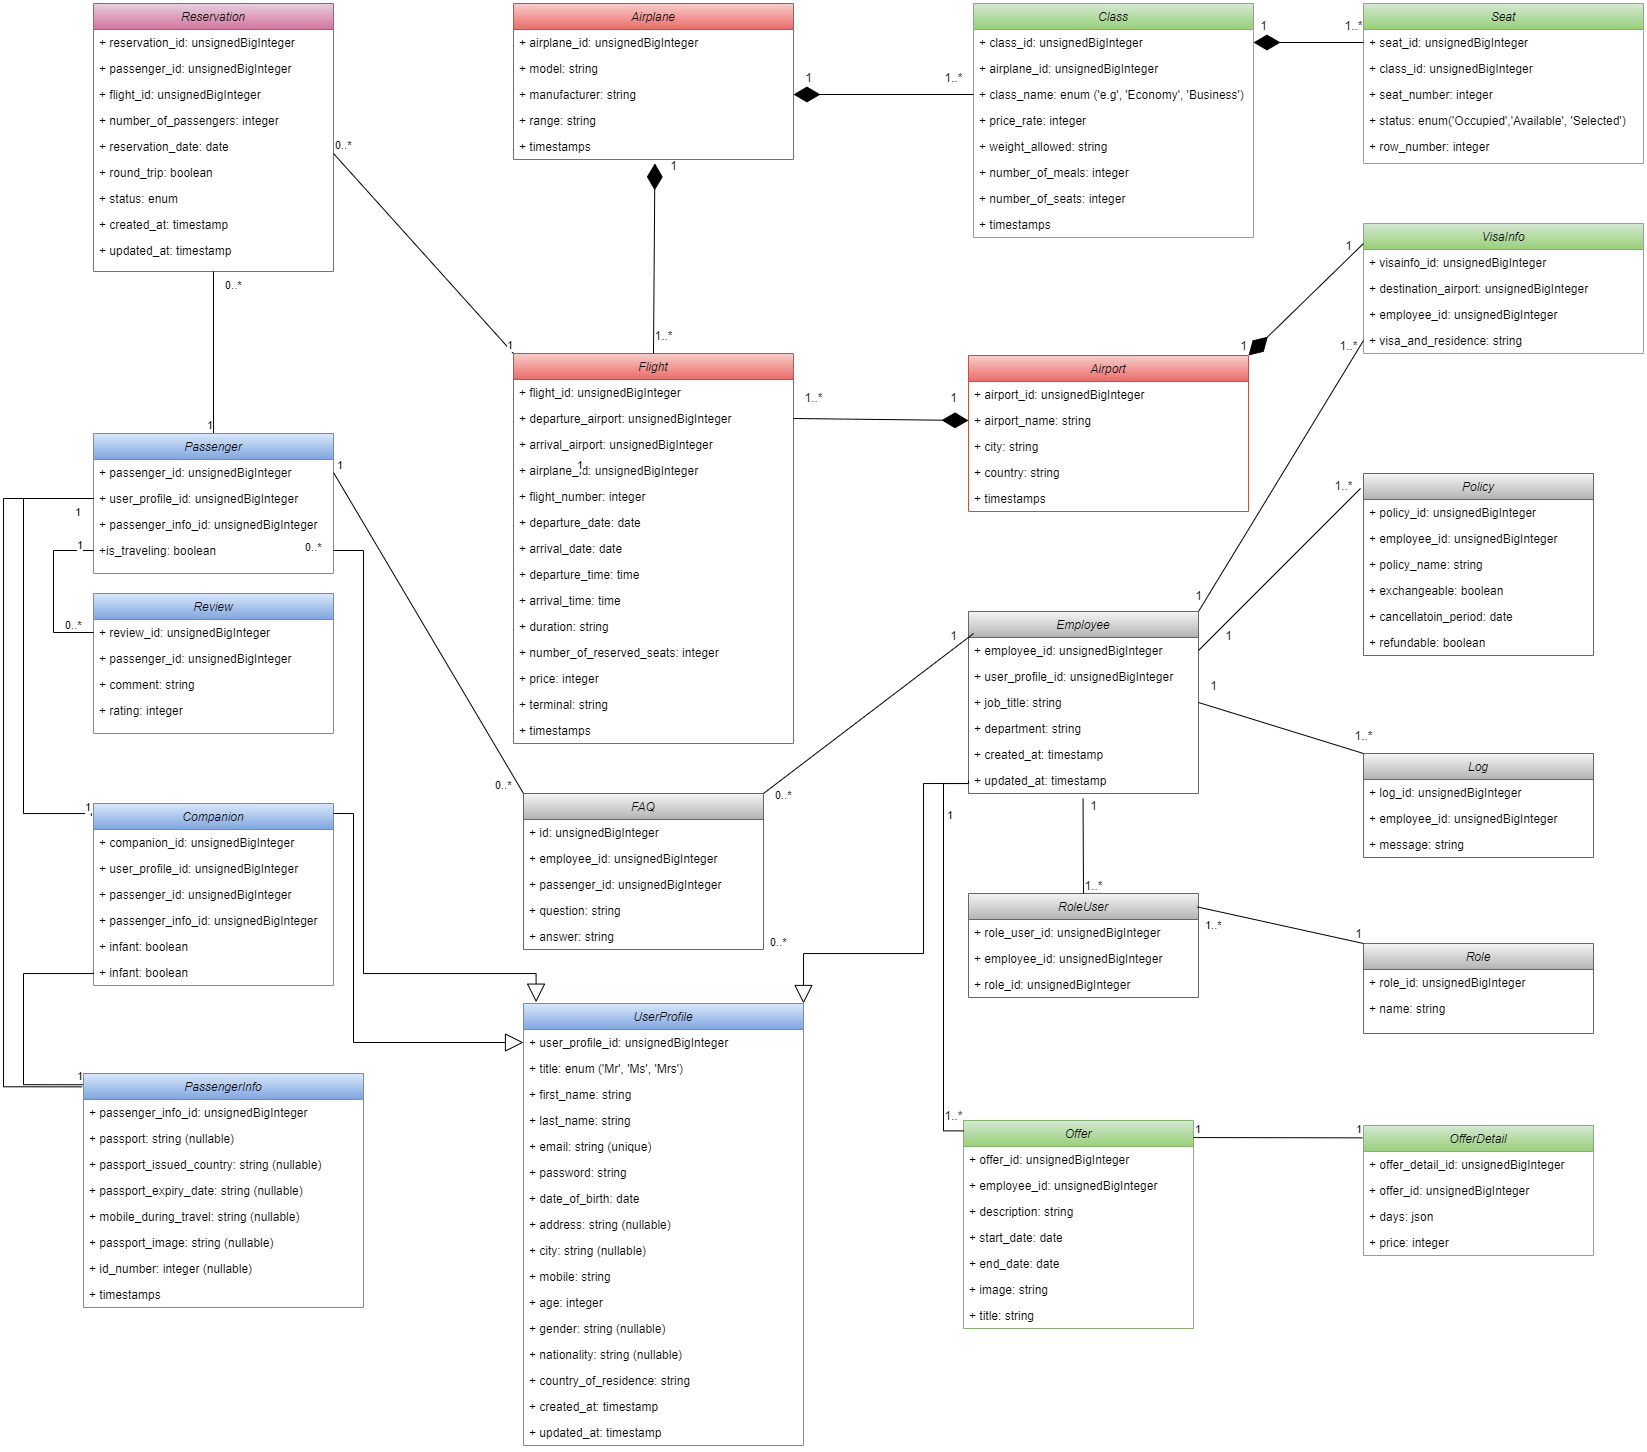 Reservation
+ reservation_id: unsignedBigInteger
+ passenger_id: unsignedBigInteger
+ flight_id: unsignedBigInteger
+ number_of_passengers: integer
+ reservation_date: date
+ round_trip: boolean
+ status: enum
+ created_at: timestamp
+ updated_at: timestamp
0..*
0..*
1
1
Airplane
+ airplane_id: unsignedBigInteger
+ model: string
+ manufacturer: string
+ range: string
+ timestamps
1
1..*
1
1..*
Class
+ class_id: unsignedBigInteger
+ airplane_id: unsignedBigInteger
+ class_name: enum ('e.g', 'Economy', 'Business')
+ price_rate: integer
+ weight_allowed: string
+ number_of_meals: integer
+ number_of_seats: integer
+ timestamps
1
1..*
Seat
+ seat_id: unsignedBigInteger
+ class_id: unsignedBigInteger
+ seat_number: integer
+ status: enum('Occupied','Available', 'Selected')
+ row_number: integer
VisaInfo
+ visainfo_id: unsignedBigInteger
+ destination_airport: unsignedBigInteger
+ employee_id: unsignedBigInteger
+ visa_and_residence: string
1
1
1..*
Flight
+ flight_id: unsignedBigInteger
+ departure_airport: unsignedBigInteger
+ arrival_airport: unsignedBigInteger
+ airplane_id: unsignedBigInteger
1
+ flight_number: integer
+ departure_date: date
+ arrival_date: date
+ departure_time: time
+ arrival_time: time
+ duration: string
+ number_of_reserved_seats: integer
+ price: integer
+ terminal: string
+ timestamps
1..*
1
Airport
+ airport_id: unsignedBigInteger
+ airport_name: string
+ city: string
+ country: string
+ timestamps
Passenger
+ passenger_id: unsignedBigInteger
+ user_profile_id: unsignedBigInteger
+ passenger_info_id: unsignedBigInteger
+is_traveling: boolean
1
1
1
0..*
0..*
Review
+ review_id: unsignedBigInteger
+ passenger_id: unsignedBigInteger
+ comment: string
+ rating: integer
Policy
+ policy_id: unsignedBigInteger
+ employee_id: unsignedBigInteger
+ policy_name: string
+ exchangeable: boolean
+ cancellatoin_period: date
+ refundable: boolean
1..*
Employee
+ employee_id: unsignedBigInteger
+ user_profile_id: unsignedBigInteger
+ job_title: string
+ department: string
+ created_at: timestamp
+ updated_at: timestamp
1
1
1
1
1
1
Log
+ log_id: unsignedBigInteger
+ employee_id: unsignedBigInteger
+ message: string
1..*
FAQ
+ id: unsignedBigInteger
+ employee_id: unsignedBigInteger
+ passenger_id: unsignedBigInteger
+ question: string
+ answer: string
0..*
0..*
0..*
Companion
+ companion_id: unsignedBigInteger
+ user_profile_id: unsignedBigInteger
+ passenger_id: unsignedBigInteger
+ passenger_info_id: unsignedBigInteger
+ infant: boolean
+ infant: boolean
1
RoleUser
+ role_user_id: unsignedBigInteger
+ employee_id: unsignedBigInteger
+ role_id: unsignedBigInteger
1..*
1..*
1
Role
+ role_id: unsignedBigInteger
+ name: string
PassengerInfo
+ passenger_info_id: unsignedBigInteger
+ passport: string (nullable)
+ passport_issued_country: string (nullable)
+ passport_expiry_date: string (nullable)
+ mobile_during_travel: string (nullable)
+ passport_image: string (nullable)
+ id_number: integer (nullable)
+ timestamps
1
UserProfile
+ user_profile_id: unsignedBigInteger
+ title: enum ('Mr', 'Ms', 'Mrs')
+ first_name: string
+ last_name: string
+ email: string (unique)
+ password: string
+ date_of_birth: date
+ address: string (nullable)
+ city: string (nullable)
+ mobile: string
+ age: integer
+ gender: string (nullable)
+ nationality: string (nullable)
+ country_of_residence: string
+ created_at: timestamp
+ updated_at: timestamp
1..*
Offer
+ offer_id: unsignedBigInteger
+ employee_id: unsignedBigInteger
+ description: string
+ start_date: date
+ end_date: date
+ image: string
+ title: string
1
1
OfferDetail
+ offer_detail_id: unsignedBigInteger
+ offer_id: unsignedBigInteger
+ days: json
+ price: integer